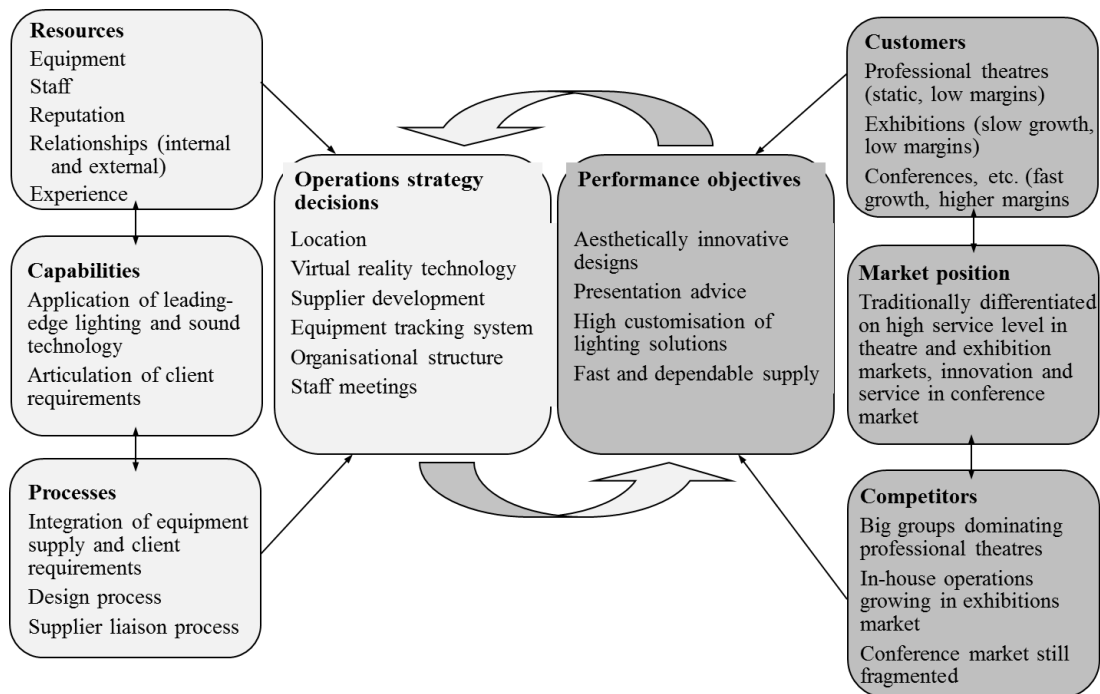 Resources
Equipment
Staff
Reputation
Relationships (internal
and external)
Experience
Capabilities
Application of leading-
edge lighting and sound
technology
Articulation of client
requirements
Processes
Integration of equipment
supply and client
requirements
Design process
Supplier liaison process
Operations strategy
decisions
Location
Virtual reality technology
Supplier development
Equipment tracking system
Organisational structure
Staff meetings
Performance objectives
Aesthetically innovative
designs
Presentation advice
High customisation of
lighting solutions
Fast and dependable supply
Customers
Professional theatres
(static, low margins)
Exhibitions (slow growth,
low margins)
Conferences, etc. (fast
growth, higher margins
Market position
Traditionally differentiated
on high service level in
theatre and exhibition
markets, innovation and
service in conference
market
Competitors
Big groups dominating
professional theatres
In-house operations
growing in exhibitions
market
Conference market still
fragmented